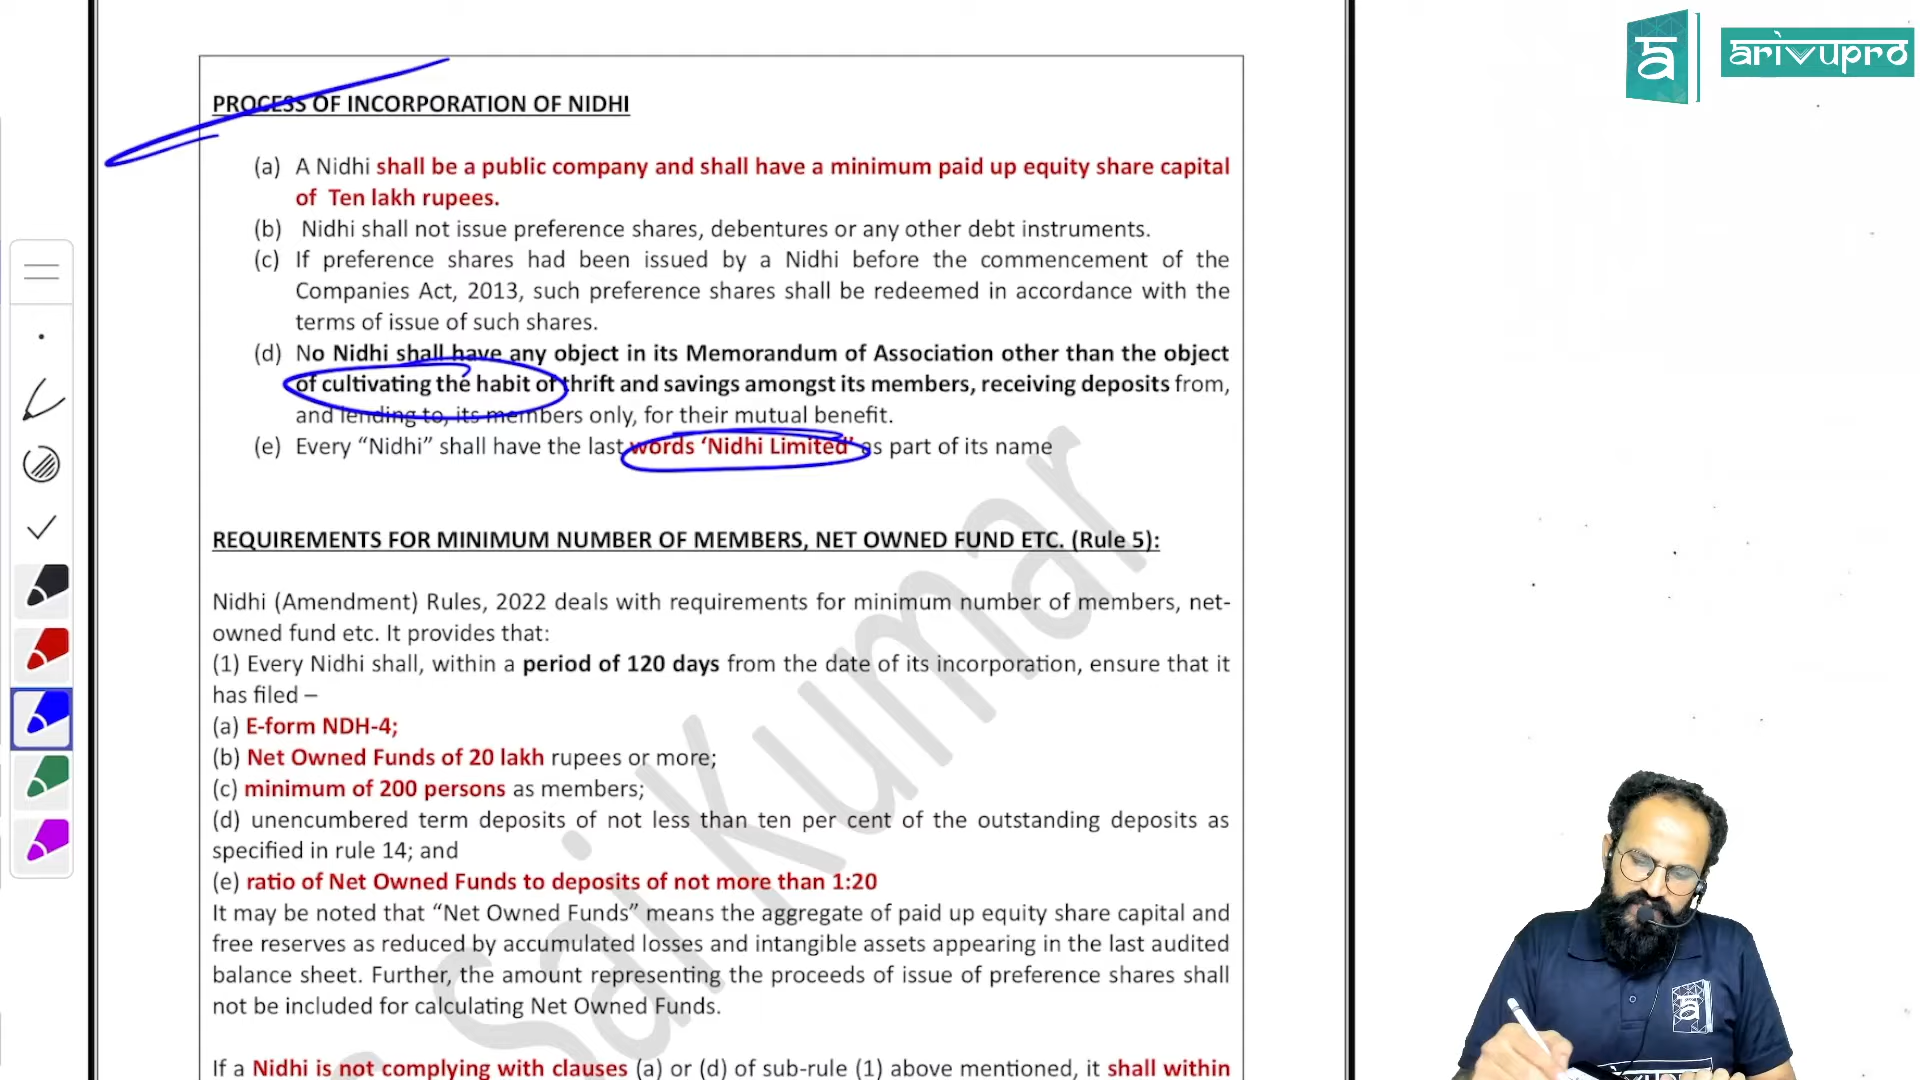 arivupro
PROCESS OF INCORPORATION OF NIDHI
(a) A Nidhi shall be a public company and shall have a minimum paid up equity share capital
of Ten lakh rupees.
(b) Nidhi shall not issue preference shares, debentures or any other debt instruments.
(c) If preference shares had been issued by a Nidhi before the commencement of the
Companies Act, 2013, such preference shares shall be redeemed in accordance with the
terms of issue of such shares.
(d) No Nidhi shall have any object in its Memorandum of Association other than the object
of cultivating the habit of thrift and savings amongst its members, receiving deposits from,
and lending to, its members only, for their mutual benefit.
(e) Every “Nidhi” shall have the last words ‘Nidhi Limited’ as part of its name
REQUIREMENTS FOR MINIMUM NUMBER OF MEMBERS, NET OWNED FUND ETC. (Rule 5):
Nidhi (Amendment) Rules, 2022 deals with requirements for minimum number of members, net-
owned fund etc. It provides that:
(1) Every Nidhi shall, within a period of 120 days from the date of its incorporation, ensure that it
has filed –
(a) E-form NDH-4;
(b) Net Owned Funds of 20 lakh rupees or more;
(c) minimum of 200 persons as members;
(d) unencumbered term deposits of not less than ten per cent of the outstanding deposits as
specified in rule 14; and
(e) ratio of Net Owned Funds to deposits of not more than 1:20
It may be noted that “Net Owned Funds” means the aggregate of paid up equity share capital and
free reserves as reduced by accumulated losses and intangible assets appearing in the last audited
balance sheet. Further, the amount representing the proceeds of issue of preference shares shall
not be included for calculating Net Owned Funds.
If a Nidhi is not complying with clauses (a) or (d) of sub-rule (1) above mentioned, it shall within
Sai Kumar